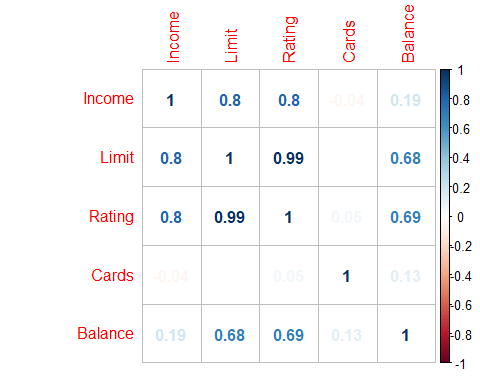 Income Limit Rating Cards Balance
Income 1 0.8 0.8 -0.04 0.19
Limit 0.8 1 0.99 0.68
Rating 0.8 0.99 1 0.05 0.69
Cards -0.04 0.05 1 0.13
Balance 0.19 0.68 0.69 0.13 1
1
0.8
0.6
0.4
0.2
0
-0.2
-0.4
-0.6
-0.8
-1